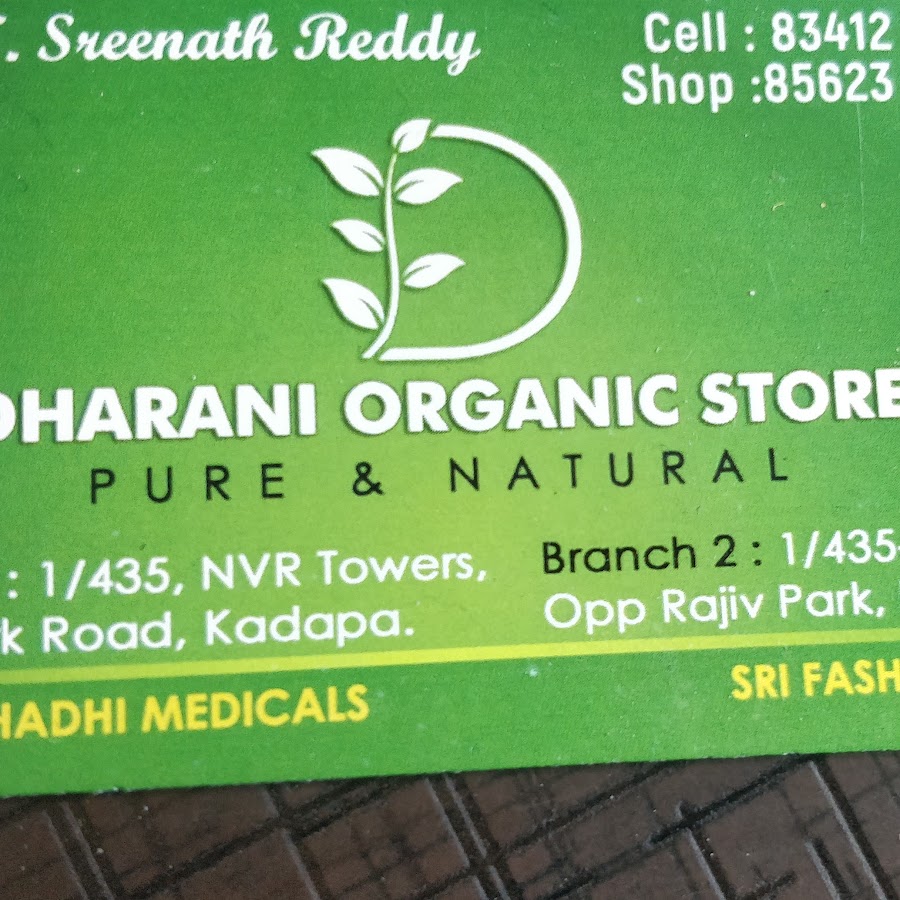 . Sreenath Reddy
Cell : 83412
Shop :85623
DHARANI ORGANIC STORE
PURE & NATURAL
: 1/435, NVR Towers,
k Road, Kadapa.
Branch 2 : 1/435-
Opp Rajiv Park,
HADHI MEDICALS
SRI FASH